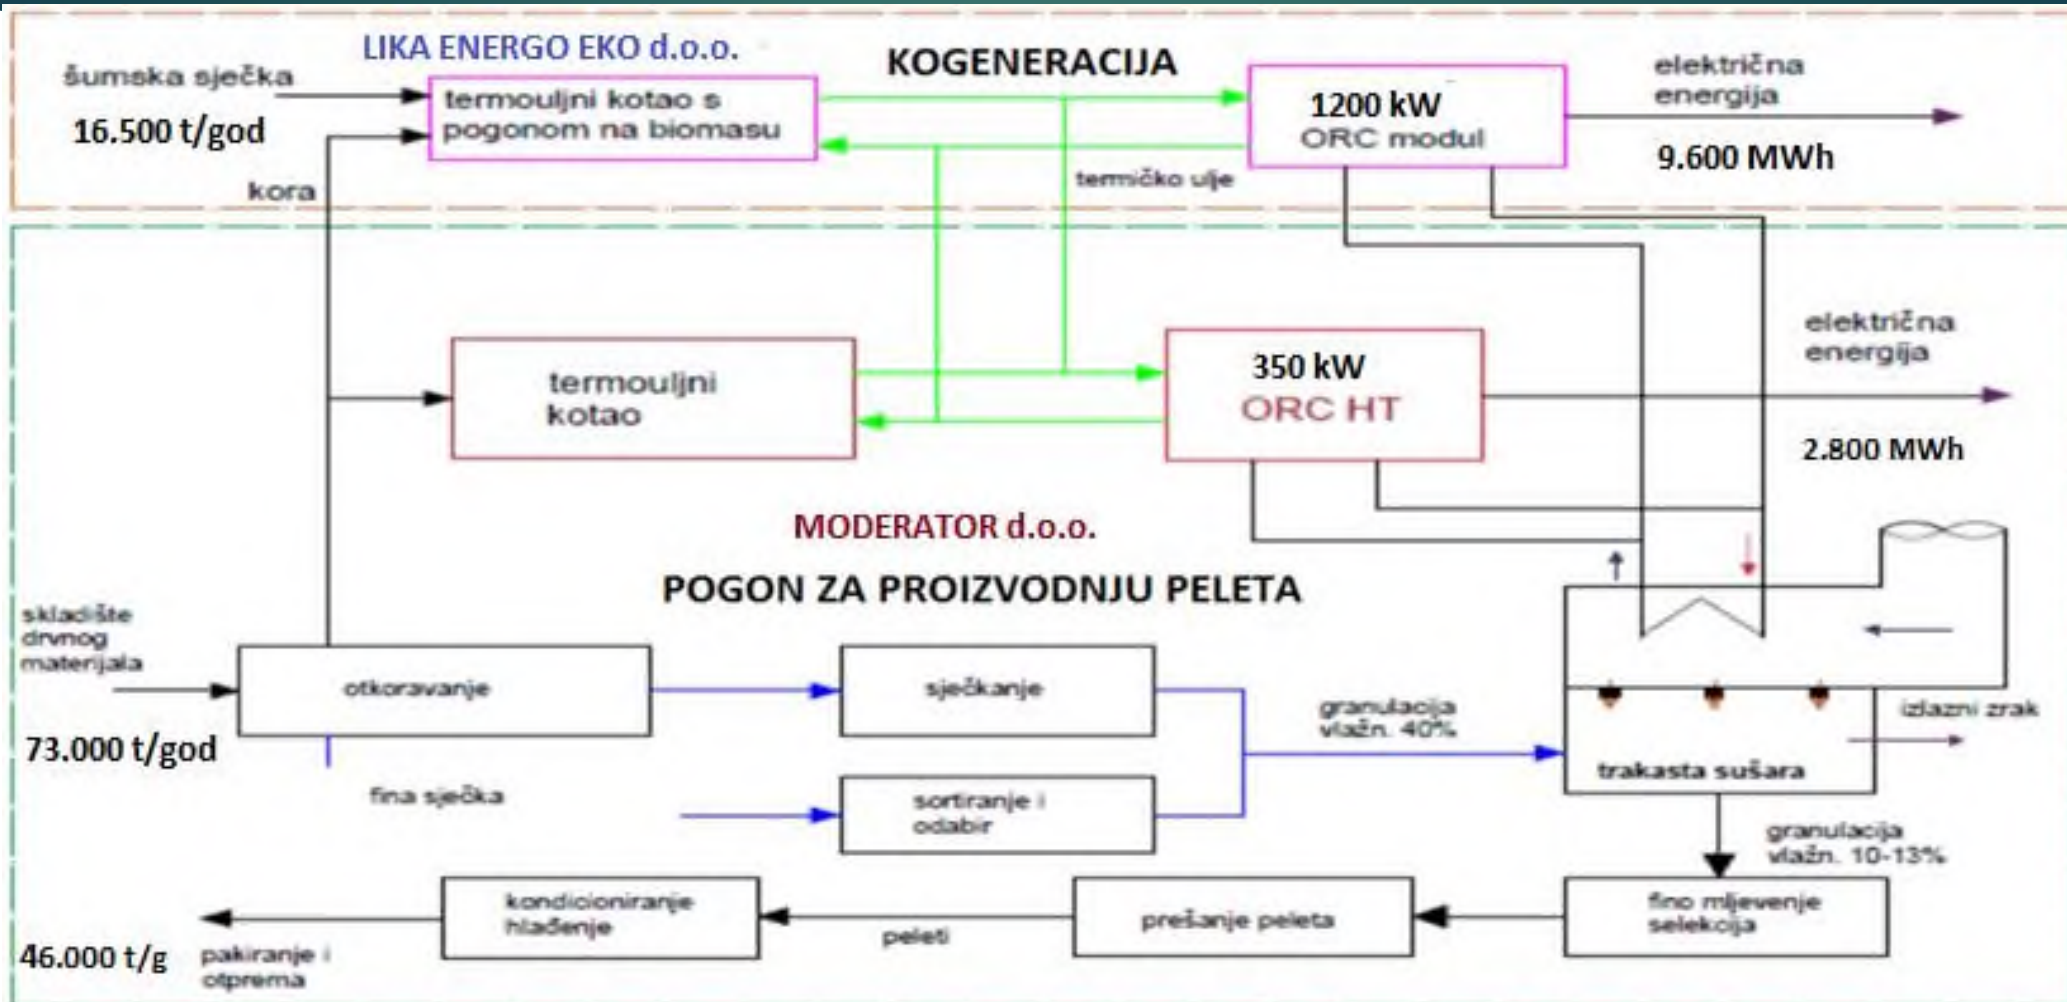 LIKA ENERGO EKO d.o.o.
KOGENERACIJA
šumska sječka
16.500 t/god
kora
termouljni kotao s
pogonom na biomasu
termičko ulje
1200 kW
ORC modul
električna
energija
9.600 MWh
termouljni
kotao
350 kW
ORC HT
električna
energija
2.800 MWh
MODERATOR d.o.o.
POGON ZA PROIZVODNJU PELETA
skladište
drvnog
materijala
73.000 t/god
otkoravanje
sječkanje
fina sječka
sortiranje i
odabir
granulacija
vlažn. 40%
izlazni zrak
trakasta sušara
granulacija
vlažn. 10-13%
fino mljevenje
selekcija
prešanje peleta
peleti
kondicioniranje
hlađenje
46.000 t/g
pakiranje i
otprema